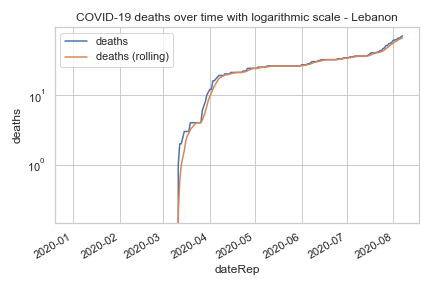 COVID-19 deaths over time with logarithmic scale - Lebanon
deaths
deaths (rolling)
deaths
10¹
10⁰
2020-01
2020-02
2020-03
2020-04
2020-05
2020-06
2020-07
2020-08
dateRep